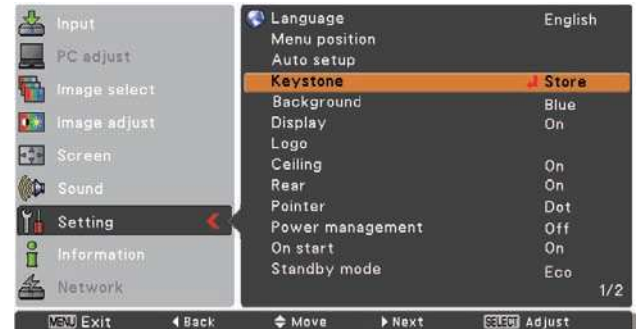 Input
PC adjust
Image select
Image adjust
Screen
Sound
Setting
Information
Network
Language English
Menu position
Auto setup
Keystone Store
Background Blue
Display On
Logo
Ceiling On
Rear On
Pointer Dot
Power management Off
On start On
Standby mode Eco
1/2
MENU Exit Back Move Next SELECT Adjust